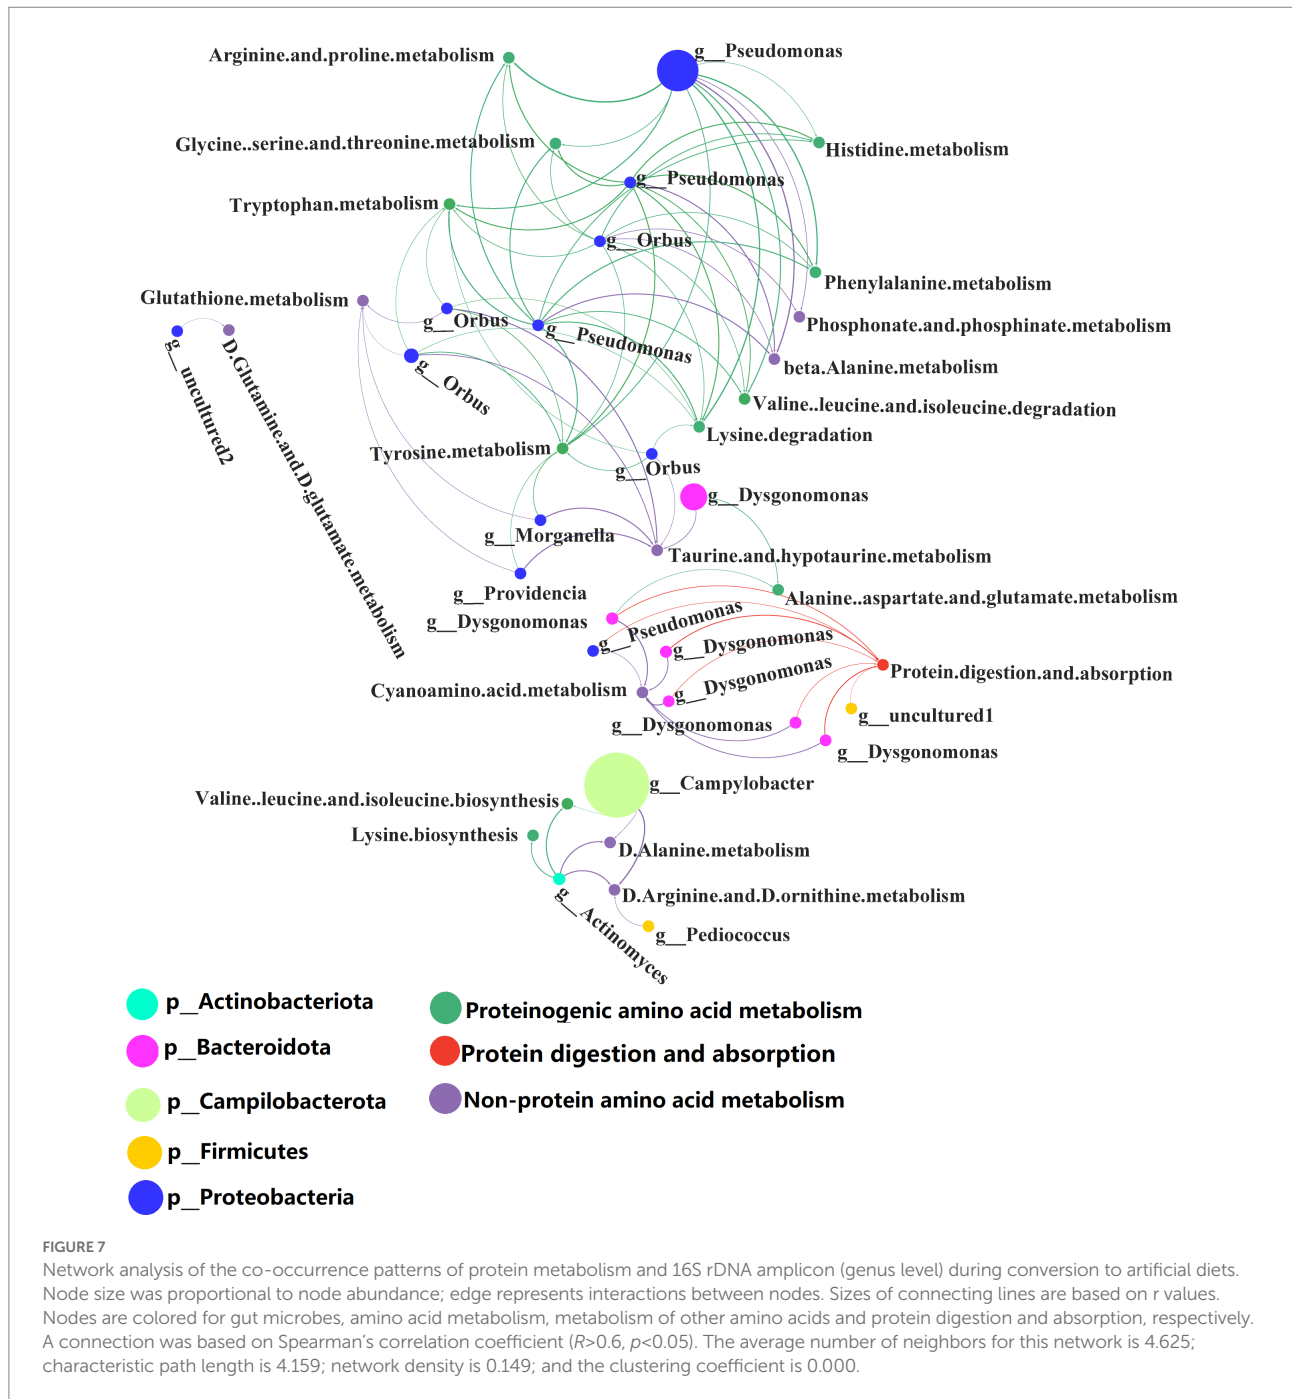 Arginine.and.proline.metabolism
g__Pseudomonas
Glycine..serine.and.threonine.metabolism
Histidine.metabolism
g__Pseudomonas
Tryptophan.metabolism
g__Orbus
Phenylalanine.metabolism
Glutathione.metabolism
g__Orbus
Phosphonate.and.phosphinate.metabolism
g__Pseudomonas
g__uncultured2
D.Glutamine.and.D.glutamate.metabolism
g__Orbus
beta.Alanine.metabolism
Valine..leucine.and.isoleucine.degradation
Lysine.degradation
Tyrosine.metabolism
g__Orbus
g__Dysgonomonas
g__Morganella
Taurine.and.hypotaurine.metabolism
g__Providencia
Alanine..aspartate.and.glutamate.metabolism
g__Dysgonomonas
g__Pseudomonas
g__Dysgonomonas
Protein.digestion.and.absorption
Cyanoamino.acid.metabolism
g__Dysgonomonas
g__uncultured1
g__Dysgonomonas
g__Dysgonomonas
g__Campylobacter
Valine..leucine.and.isoleucine.biosynthesis
Lysine.biosynthesis
D.Alanine.metabolism
D.Arginine.and.D.ornithine.metabolism
g__Actinomyces
g__Pediococcus
p__Actinobacteriota
p__Bacteroidota
p__Campilobacterota
p__Firmicutes
p__Proteobacteria
Proteinogenic amino acid metabolism
Protein digestion and absorption
Non-protein amino acid metabolism
FIGURE 7
Network analysis of the co-occurrence patterns of protein metabolism and 16S rDNA amplicon (genus level) during conversion to artificial diets.
Node size was proportional to node abundance; edge represents interactions between nodes. Sizes of connecting lines are based on r values.
Nodes are colored for gut microbes, amino acid metabolism, metabolism of other amino acids and protein digestion and absorption, respectively.
A connection was based on Spearman's correlation coefficient (R>0.6, p<0.05). The average number of neighbors for this network is 4.625;
characteristic path length is 4.159; network density is 0.149; and the clustering coefficient is 0.000.